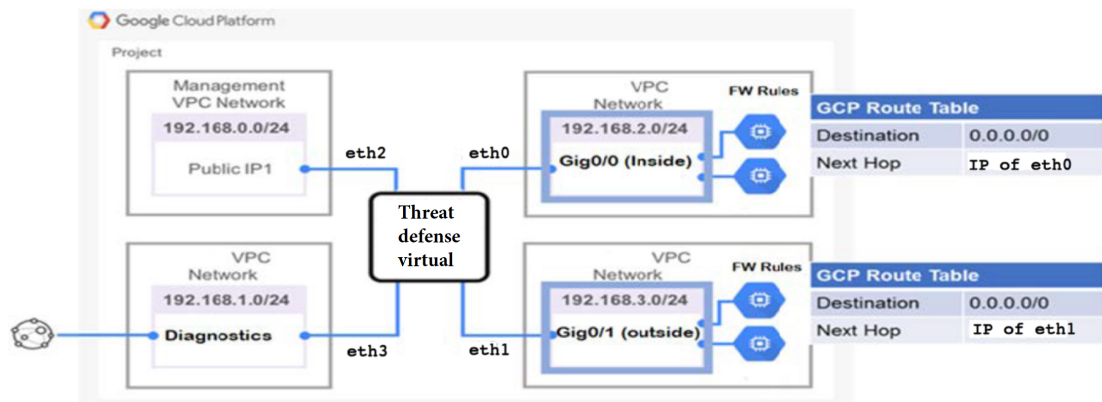 Google Cloud Platform
Project
Management
VPC Network
192.168.0.0/24
Public IP1
eth2
eth0
VPC
Network
192.168.2.0/24
Gig0/0 (Inside)
FW Rules
GCP Route Table
Destination 0.0.0.0/0
Next Hop IP of eth0
Threat
defense
virtual
VPC
Network
192.168.1.0/24
Diagnostics
eth3
eth1
VPC
Network
192.168.3.0/24
Gig0/1 (outside)
FW Rules
GCP Route Table
Destination 0.0.0.0/0
Next Hop IP of eth1